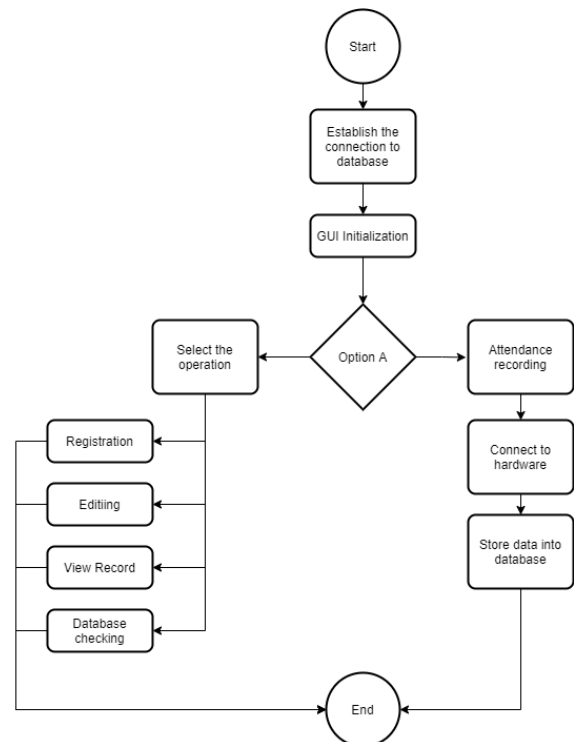 Start
Establish the
connection to
database
GUI Initialization
Select the
operation
Option A
Attendance
recording
Registration
Connect to
hardware
Editiing
Store data into
database
View Record
Database
checking
End